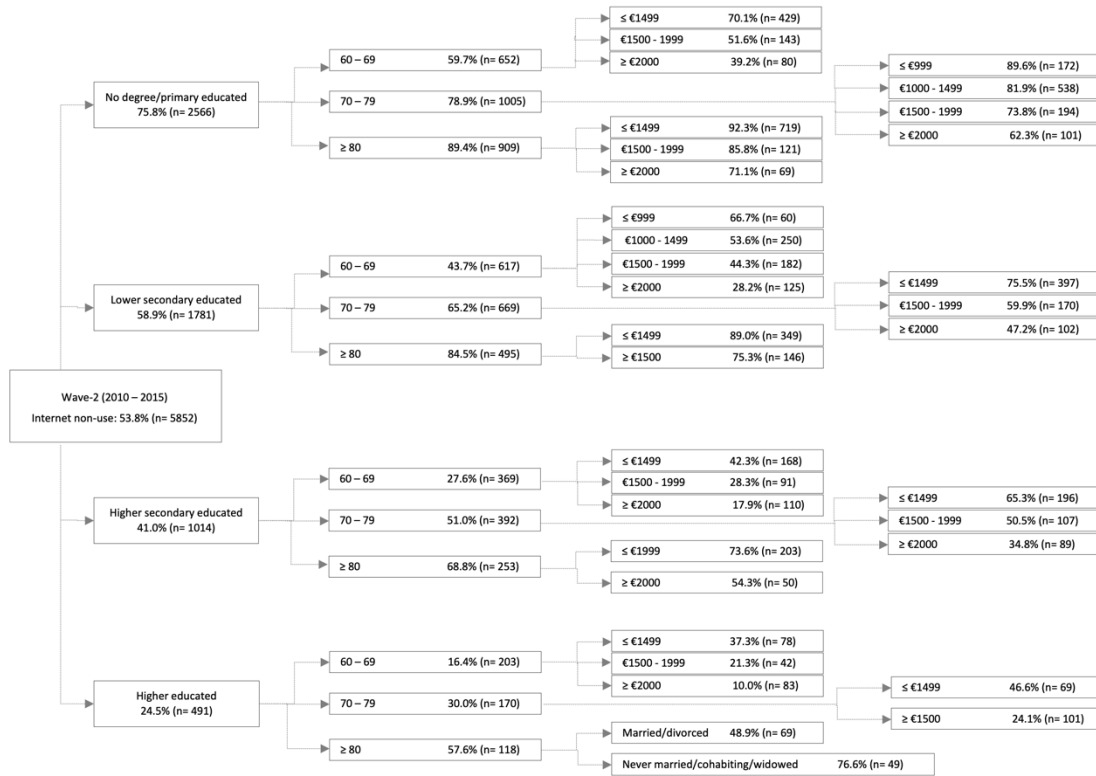 ≤ €1499 70.1% (n= 429)
€1500 - 1999 51.6% (n= 143)
60 – 69 59.7% (n= 652)
≥ €2000 39.2% (n= 80)
≤ €999 89.6% (n= 172)
No degree/primary educated
75.8% (n= 2566)
€1000 - 1499 81.9% (n= 538)
70 – 79 78.9% (n= 1005)
€1500 - 1999 73.8% (n= 194)
≤ €1499 92.3% (n= 719)
≥ €2000 62.3% (n= 101)
≥ 80 89.4% (n= 909)
€1500 - 1999 85.8% (n= 121)
≥ €2000 71.1% (n= 69)
≤ €999 66.7% (n= 60)
€1000 - 1499 53.6% (n= 250)
60 – 69 43.7% (n= 617)
€1500 - 1999 44.3% (n= 182)
≥ €2000 28.2% (n= 125)
≤ €1499 75.5% (n= 397)
Lower secondary educated
58.9% (n= 1781)
70 – 79 65.2% (n= 669)
€1500 - 1999 59.9% (n= 170)
≥ €2000 47.2% (n= 102)
≤ €1499 89.0% (n= 349)
≥ 80 84.5% (n= 495)
≥ €1500 75.3% (n= 146)
Wave-2 (2010 – 2015)
Internet non-use: 53.8% (n= 5852)
≤ €1499 42.3% (n= 168)
60 – 69 27.6% (n= 369)
€1500 - 1999 28.3% (n= 91)
≥ €2000 17.9% (n= 110)
≤ €1499 65.3% (n= 196)
Higher secondary educated
41.0% (n= 1014)
70 – 79 51.0% (n= 392)
€1500 - 1999 50.5% (n= 107)
≥ €2000 34.8% (n= 89)
≤ €1999 73.6% (n= 203)
≥ 80 68.8% (n= 253)
≥ €2000 54.3% (n= 50)
≤ €1499 37.3% (n= 78)
60 – 69 16.4% (n= 203)
€1500 - 1999 21.3% (n= 42)
≥ €2000 10.0% (n= 83)
≤ €1499 46.6% (n= 69)
Higher educated
24.5% (n= 491)
70 – 79 30.0% (n= 170)
≥ €1500 24.1% (n= 101)
Married/divorced 48.9% (n= 69)
≥ 80 57.6% (n= 118)
Never married/cohabiting/widowed 76.6% (n= 49)